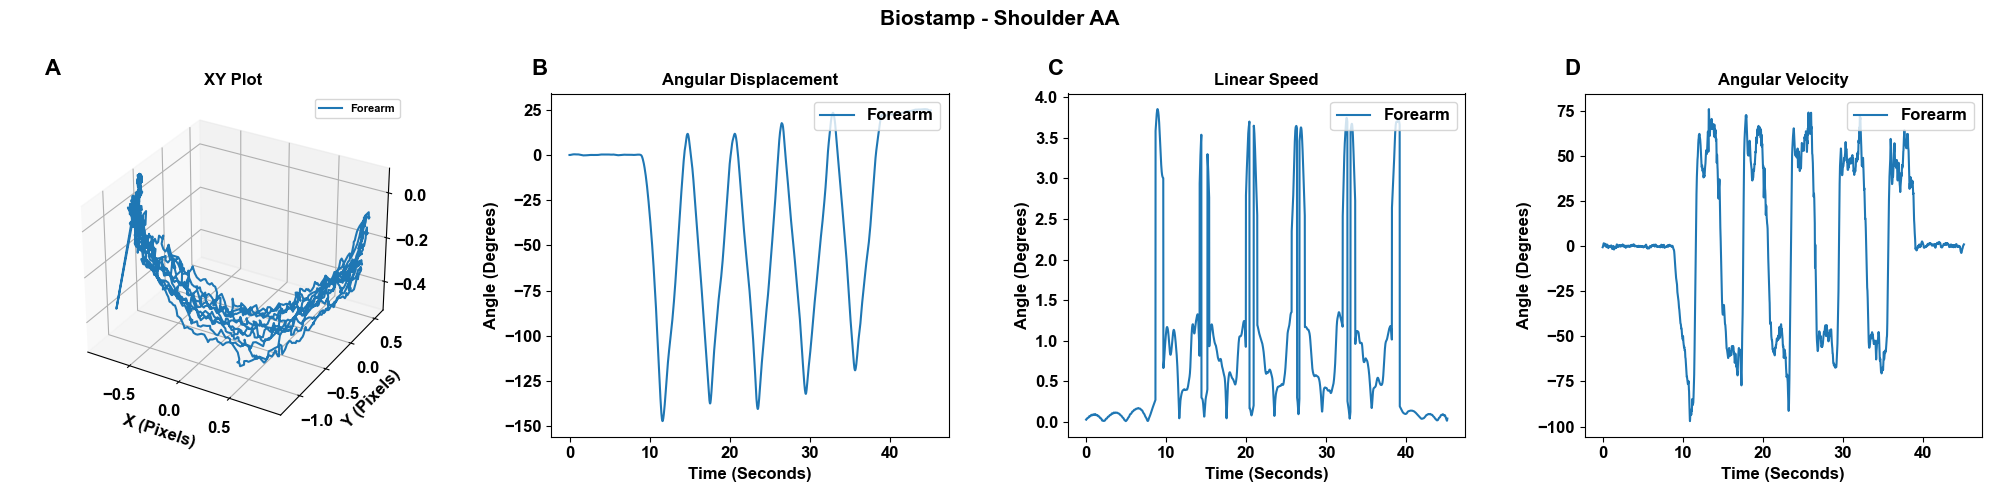 Biostamp - Shoulder AA
A
XY Plot
Forearm
0.0
−0.2
−0.4
0.5
0.0
−0.5
−1.0
Y (Pixels)
−0.5
0.0
0.5
X (Pixels)
B
Angular Displacement
Forearm
25
0
−25
−50
−75
−100
−125
−150
Angle (Degrees)
0 10 20 30 40
Time (Seconds)
C
Linear Speed
Forearm
4.0
3.5
3.0
2.5
2.0
1.5
1.0
0.5
0.0
Angle (Degrees)
0 10 20 30 40
Time (Seconds)
D
Angular Velocity
Forearm
75
50
25
0
−25
−50
−75
−100
Angle (Degrees)
0 10 20 30 40
Time (Seconds)